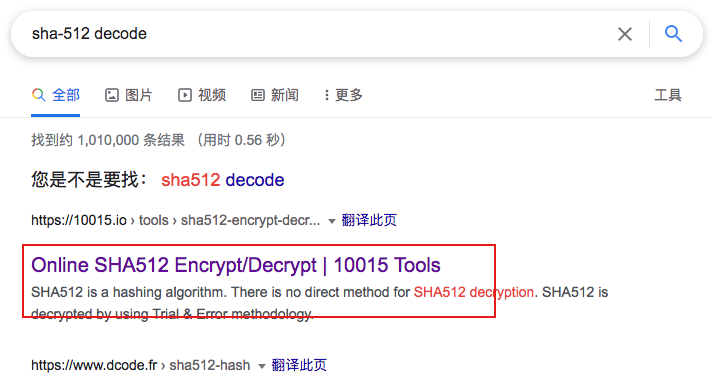 sha-512 decode
全部 图片 视频 新闻 更多 工具
找到约 1,010,000 条结果 （用时 0.56 秒）
您是不是要找： sha512 decode
https://10015.io › tools › sha512-encrypt-decr... 翻译此页
Online SHA512 Encrypt/Decrypt | 10015 Tools
SHA512 is a hashing algorithm. There is no direct method for SHA512 decryption. SHA512 is
decrypted by using Trial & Error methodology.
https://www.dcode.fr › sha512-hash 翻译此页